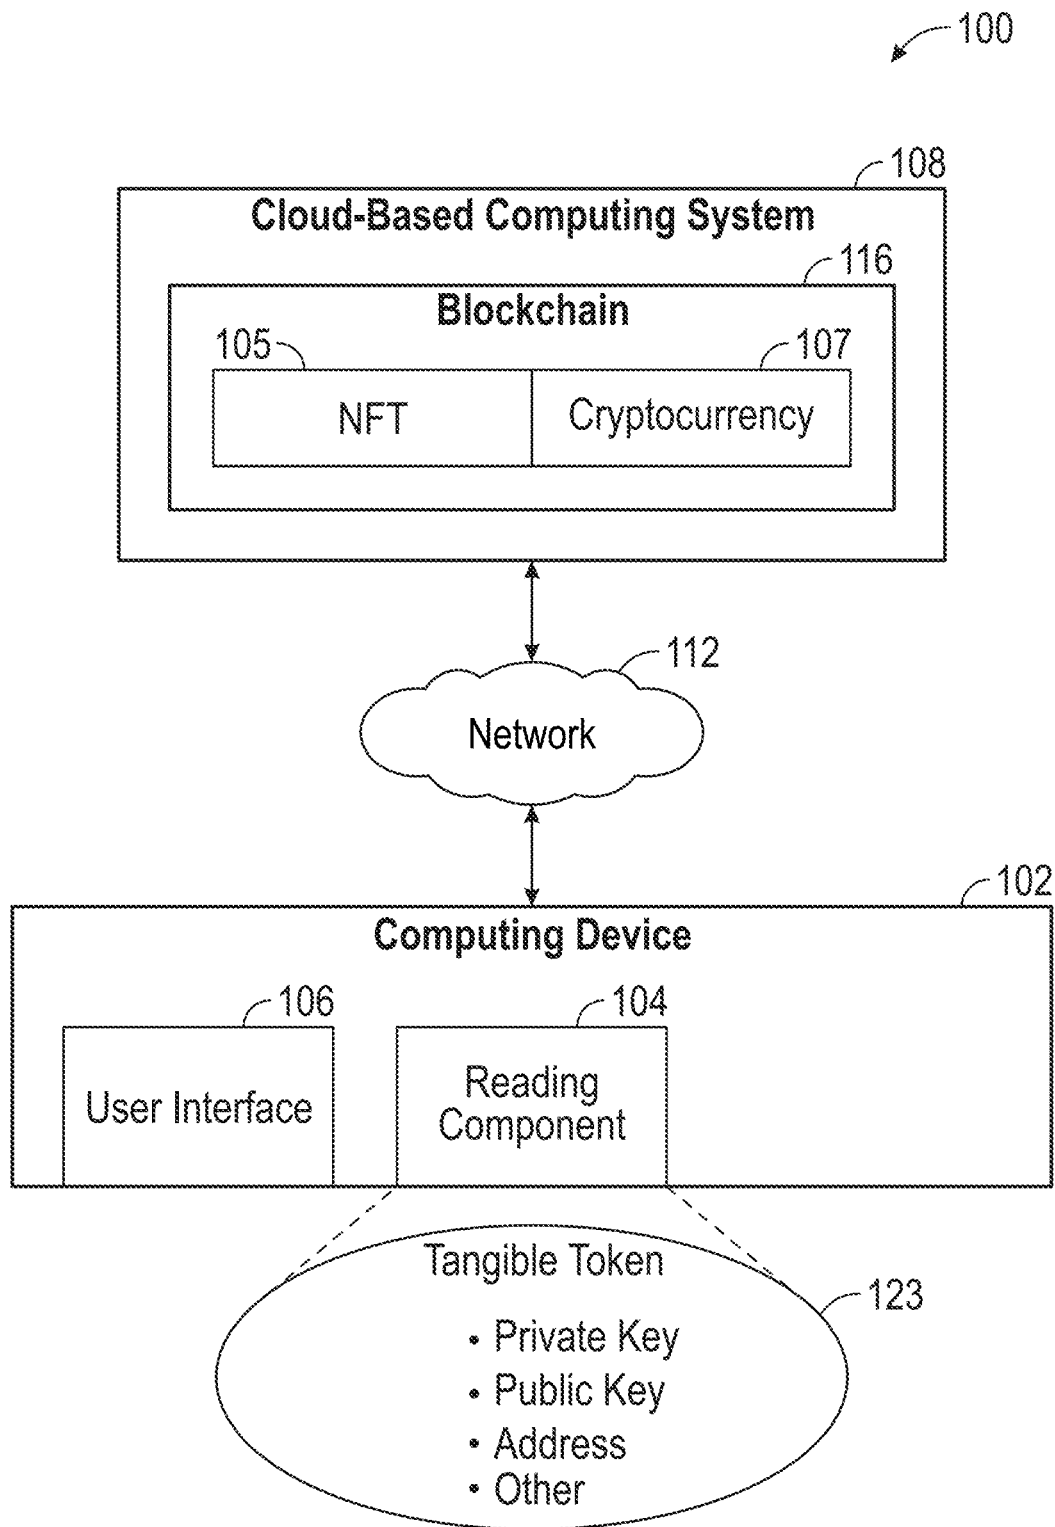 100
108
Cloud-Based Computing System
116
Blockchain
105
107
NFT
Cryptocurrency
112
Network
102
Computing Device
106
104
User Interface
Reading
Component
Tangible Token
123
• Private Key
• Public Key
• Address
• Other